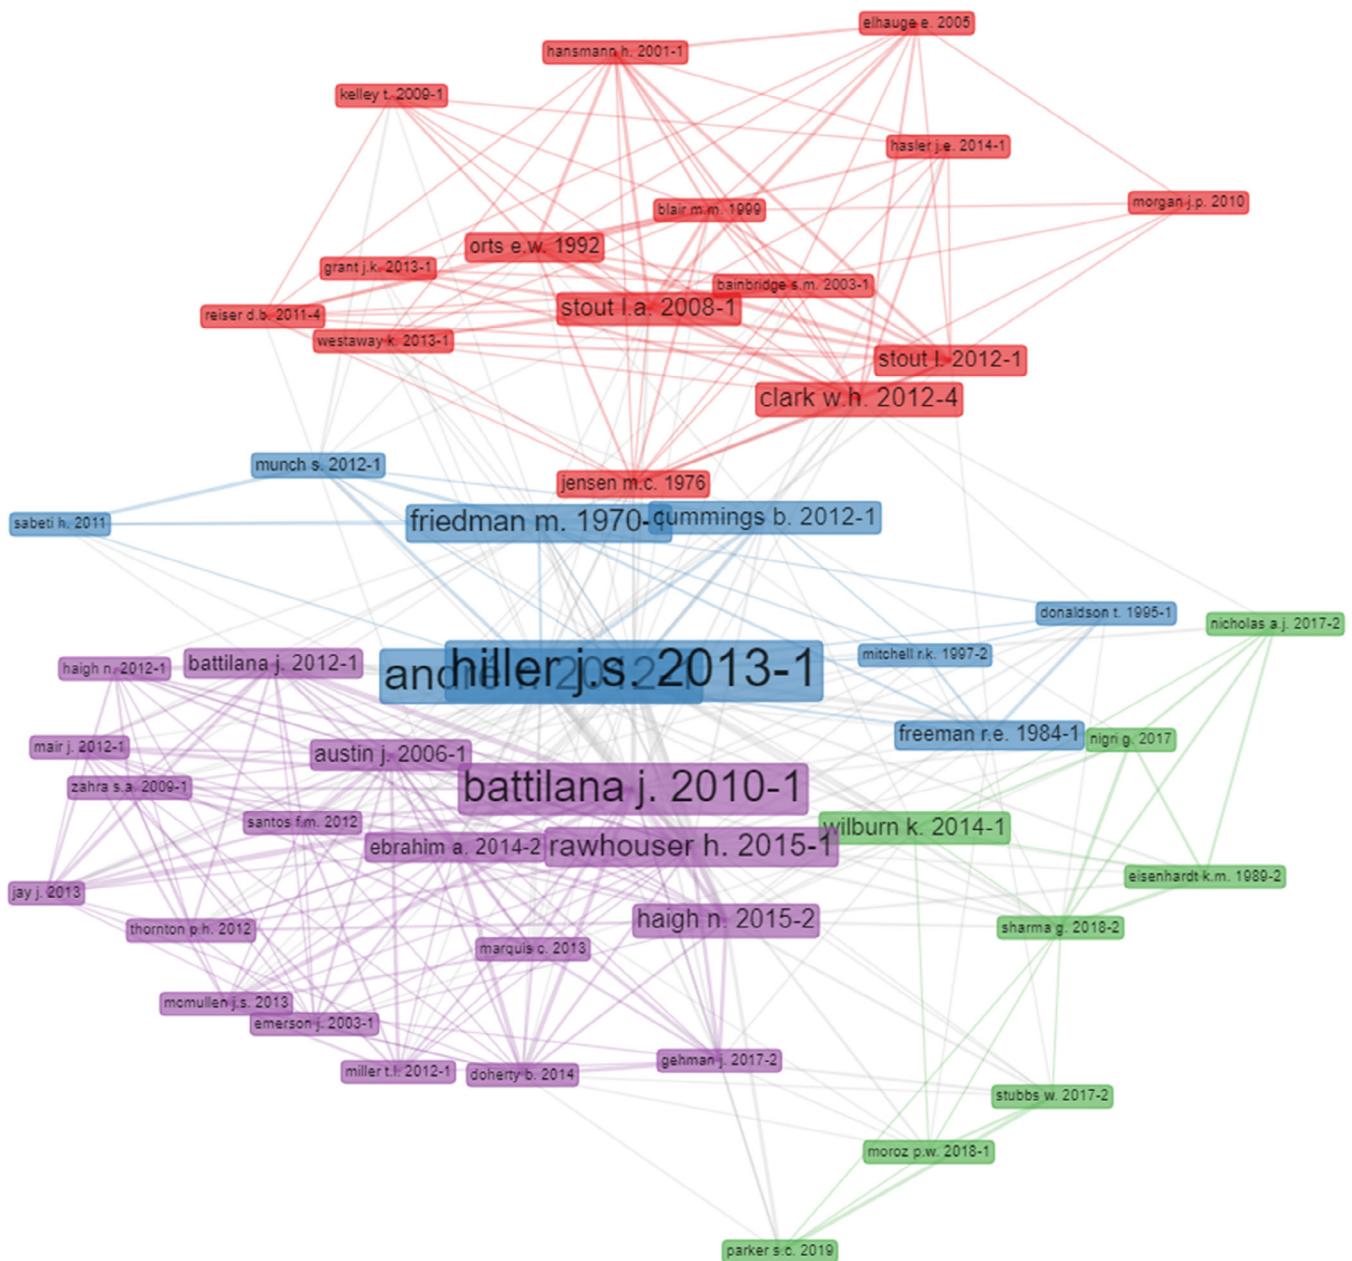 elhauge e. 2005
hansmann h. 2001-1
kelley t. 2009-1
hasler j.e. 2014-1
morgan j.p. 2010
blair m.m. 1999
orts e.w. 1992
grant j.k. 2013-1
bainbridge s.m. 2003-1
stout l.a. 2008-1
reiser d.b. 2011-4
westaway k. 2013-1
stout l. 2012-1
clark w.h. 2012-4
munch s. 2012-1
jensen m.c. 1976
sabeti h. 2011
friedman m. 1970-1
cummings b. 2012-1
donaldson t. 1995-1
nicholas a.j. 2017-2
mitchell r.k. 1997-2
haigh n. 2012-1
battilana j. 2012-1
hiller j.s. 2013-1
freeman r.e. 1984-1
nigri g. 2017
mair j. 2012-1
austin j. 2006-1
zahra s.a. 2009-1
battilana j. 2010-1
santos f.m. 2012
wilburn k. 2014-1
ebrahim a. 2014-2
rawhouser h. 2015-1
eisenhardt k.m. 1989-2
jay j. 2013
haigh n. 2015-2
thornton p.h. 2012
sharma g. 2018-2
marquis c. 2013
mcmullen j.s. 2013
emerson j. 2003-1
gehman j. 2017-2
miller t.l. 2012-1
doherty b. 2014
stubbs w. 2017-2
moroz p.w. 2018-1
parker s.c. 2019